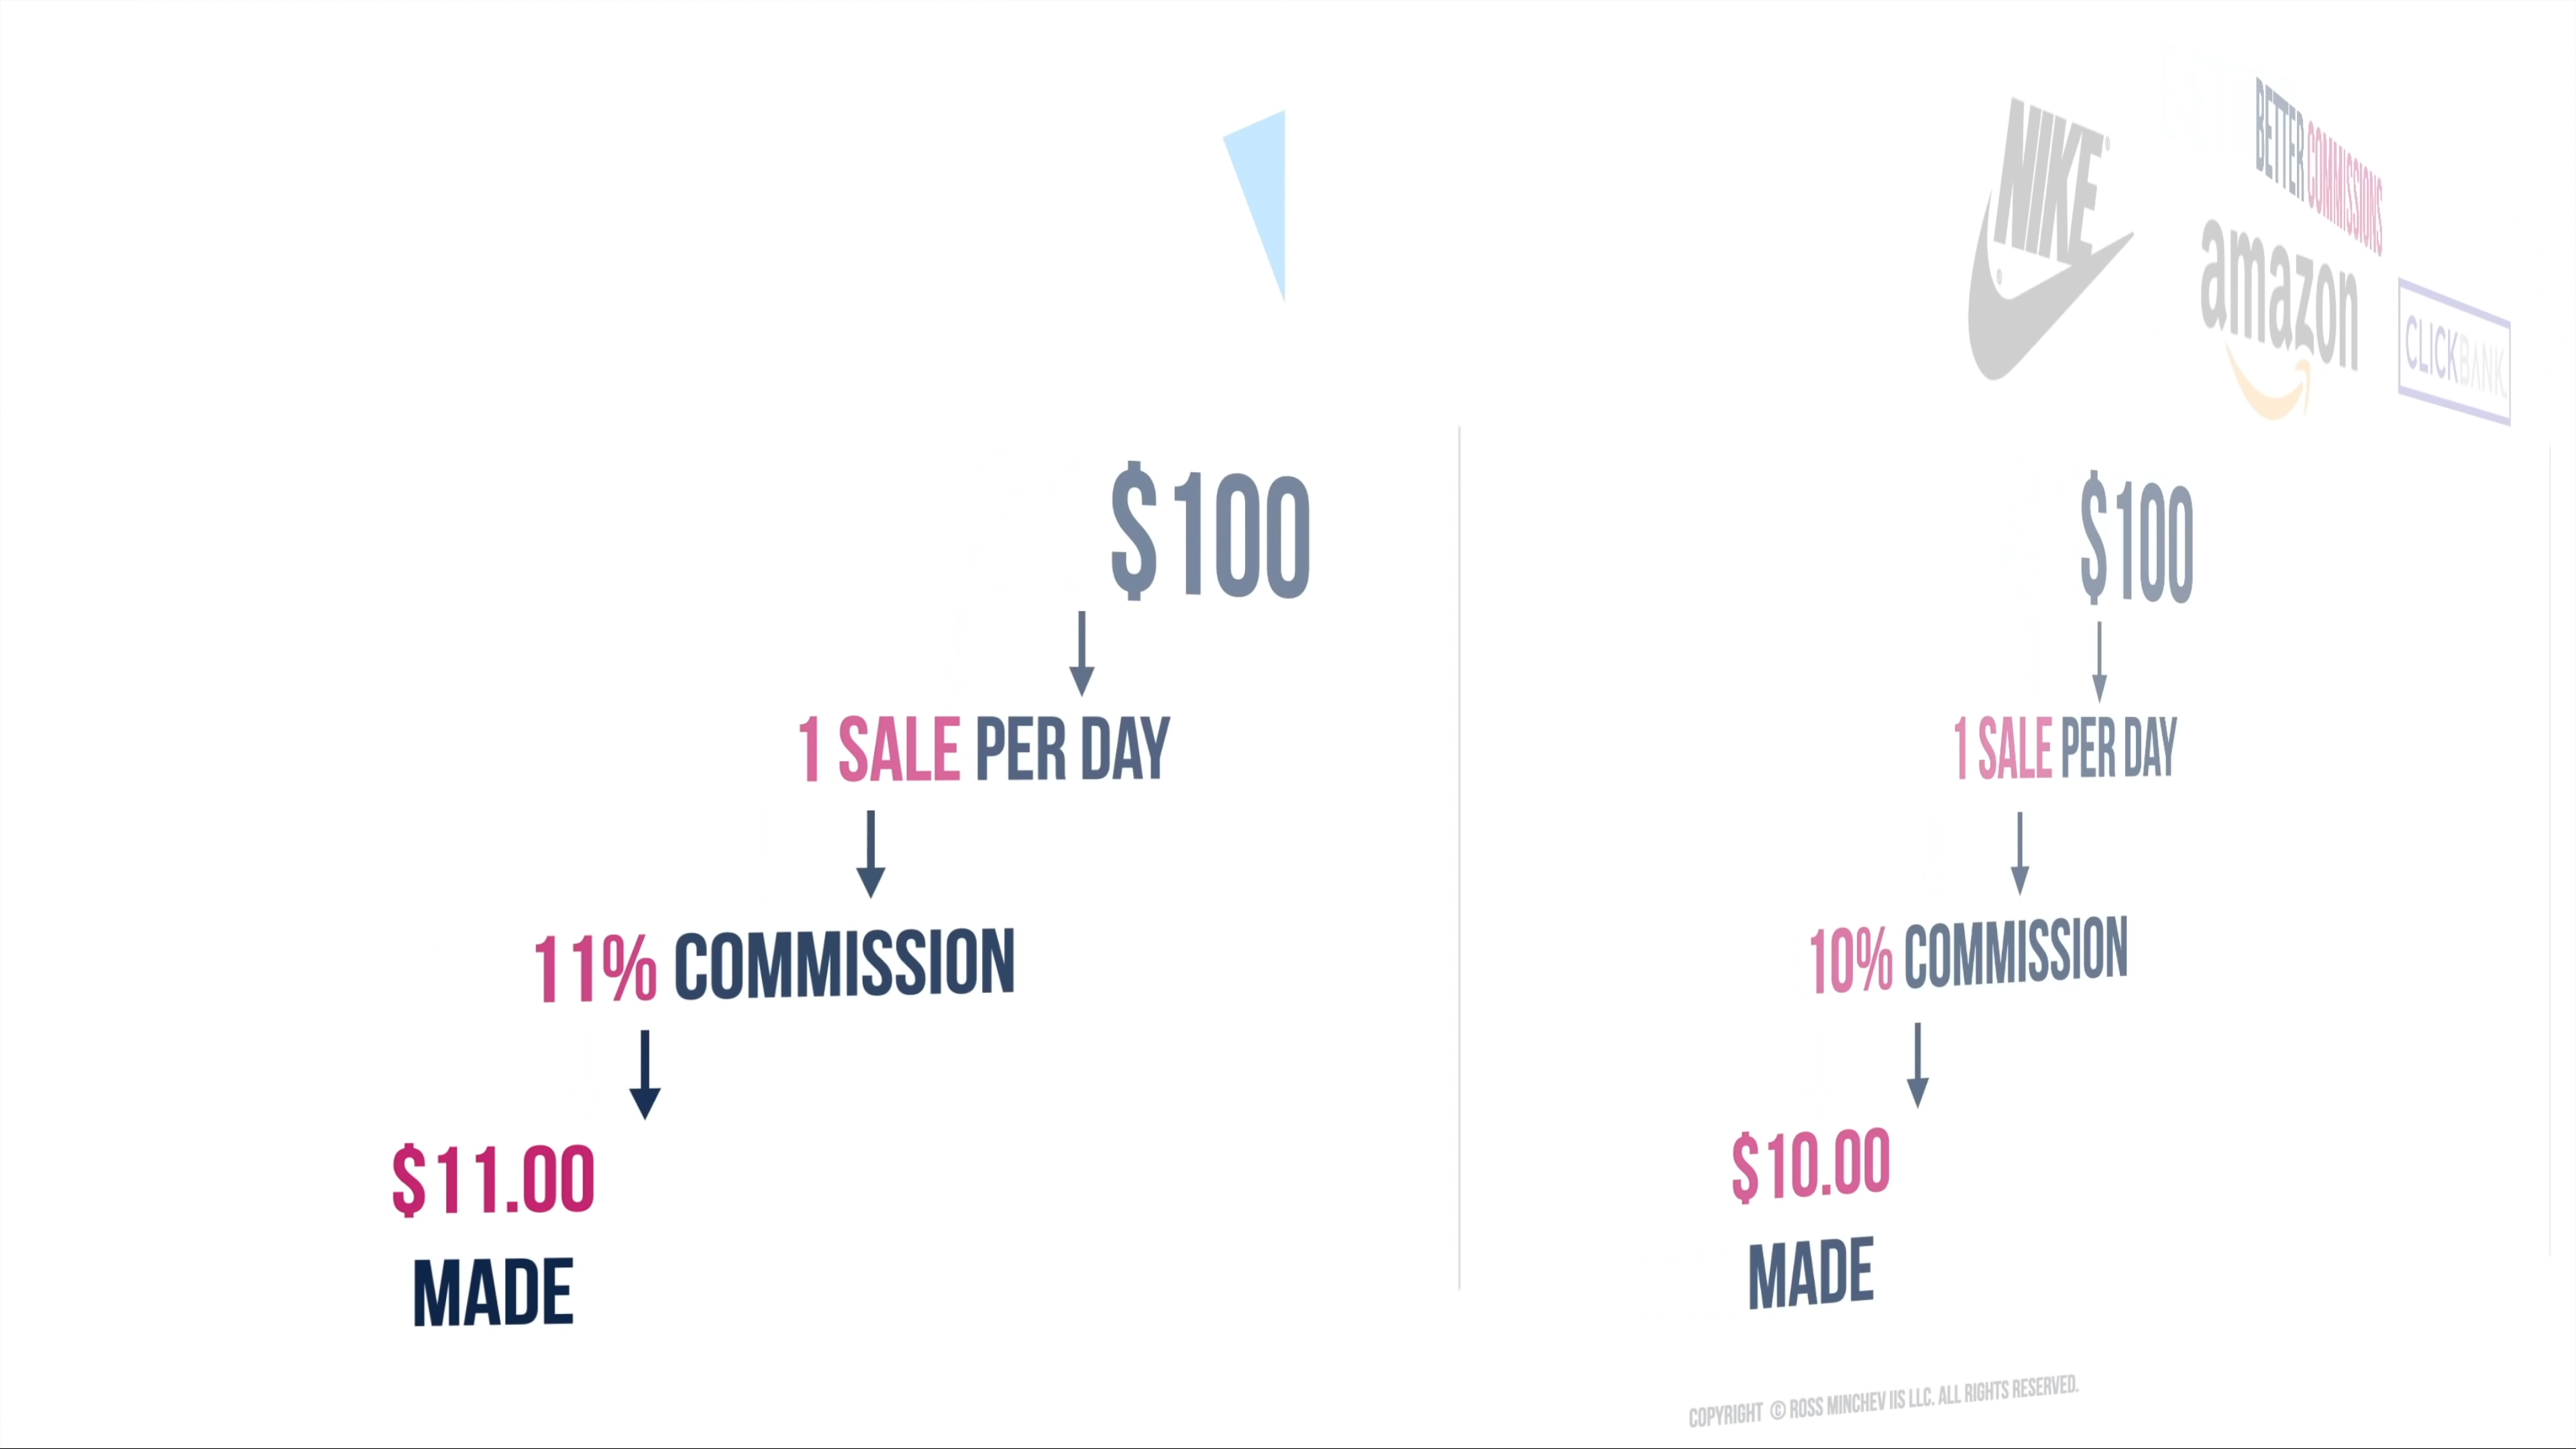 $100
1 SALE PER DAY
11% COMMISSION
$11.00
MADE
BETTER COMMISSIONS
NIKE
amazon
CLICKBANK
$100
1 SALE PER DAY
10% COMMISSION
$10.00
MADE
COPYRIGHT © ROSS MINCHEV IIS LLC. ALL RIGHTS RESERVED.